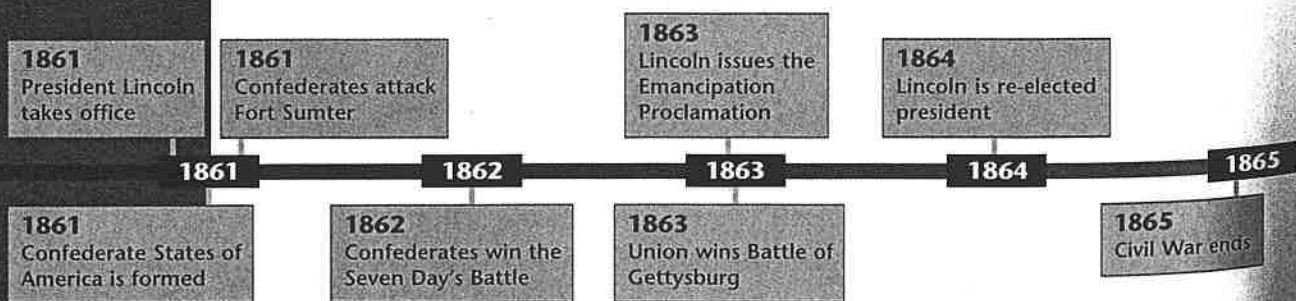 1861
President Lincoln
takes office
1861
Confederates attack
Fort Sumter
1863
Lincoln issues the
Emancipation
Proclamation
1864
Lincoln is re-elected
president
1861
1862
1863
1864
1865
1861
Confederate States of
America is formed
1862
Confederates win the
Seven Day's Battle
1863
Union wins Battle of
Gettysburg
1865
Civil War ends